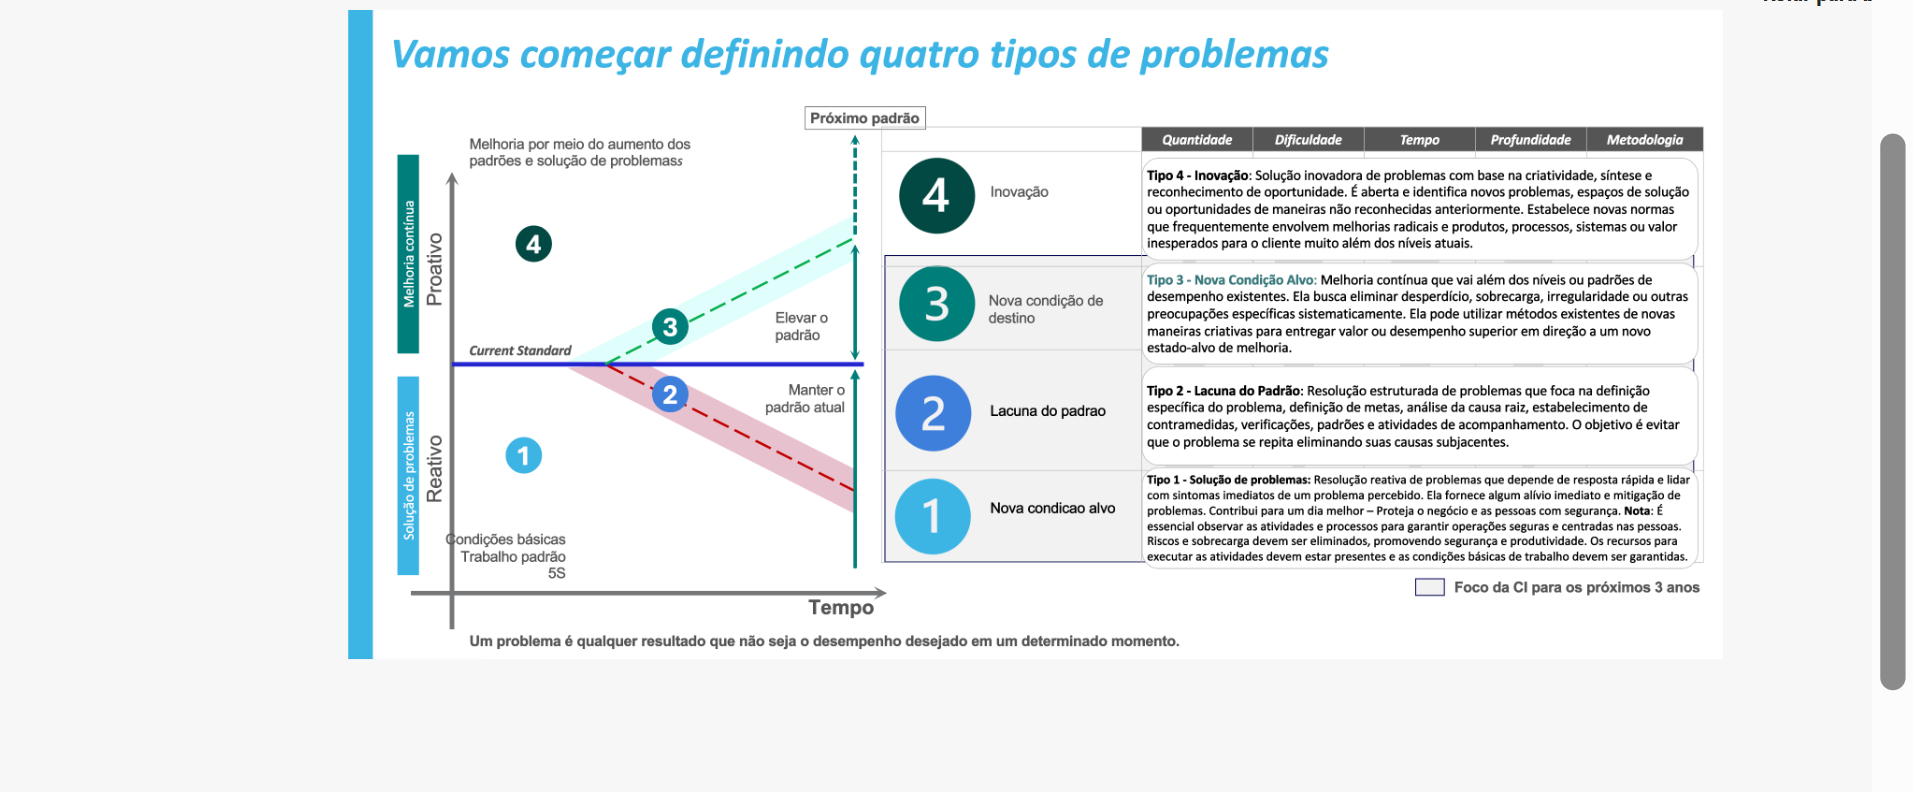 Vamos começar definindo quatro tipos de problemas
Próximo padrão
Melhoria por meio do aumento dos
padrões e solução de problemass
Melhoria contínua
Proativo
4
3
Elevar o
padrão
Current Standard
2
Manter o
padrão atual
1
Solução de problemas
Reativo
Condições básicas
Trabalho padrão
5S
Tempo
Um problema é qualquer resultado que não seja o desempenho desejado em um determinado momento.
Quantidade Dificuldade Tempo Profundidade Metodologia
4
Inovação
Tipo 4 - Inovação: Solução inovadora de problemas com base na criatividade, síntese e
reconhecimento de oportunidade. É aberta e identifica novos problemas, espaços de solução
ou oportunidades de maneiras não reconhecidas anteriormente. Estabelece novas normas
que frequentemente envolvem melhorias radicais e produtos, processos, sistemas ou valor
inesperados para o cliente muito além dos níveis atuais.
3
Nova condição de
destino
Tipo 3 - Nova Condição Alvo: Melhoria contínua que vai além dos níveis ou padrões de
desempenho existentes. Ela busca eliminar desperdício, sobrecarga, irregularidade ou outras
preocupações específicas sistematicamente. Ela pode utilizar métodos existentes de novas
maneiras criativas para entregar valor ou desempenho superior em direção a um novo
estado-alvo de melhoria.
2
Lacuna do padrao
Tipo 2 - Lacuna do Padrão: Resolução estruturada de problemas que foca na definição
específica do problema, definição de metas, análise da causa raiz, estabelecimento de
contramedidas, verificações, padrões e atividades de acompanhamento. O objetivo é evitar
que o problema se repita eliminando suas causas subjacentes.
1
Nova condicao alvo
Tipo 1 - Solução de problemas: Resolução reativa de problemas que depende de resposta rápida e lidar
com sintomas imediatos de um problema percebido. Ela fornece algum alívio imediato e mitigação de
problemas. Contribui para um dia melhor – Proteja o negócio e as pessoas com segurança. Nota: É
essencial observar as atividades e processos para garantir operações seguras e centradas nas pessoas.
Riscos e sobrecarga devem ser eliminados, promovendo segurança e produtividade. Os recursos para
executar as atividades devem estar presentes e as condições básicas de trabalho devem ser garantidas.
Foco da CI para os próximos 3 anos